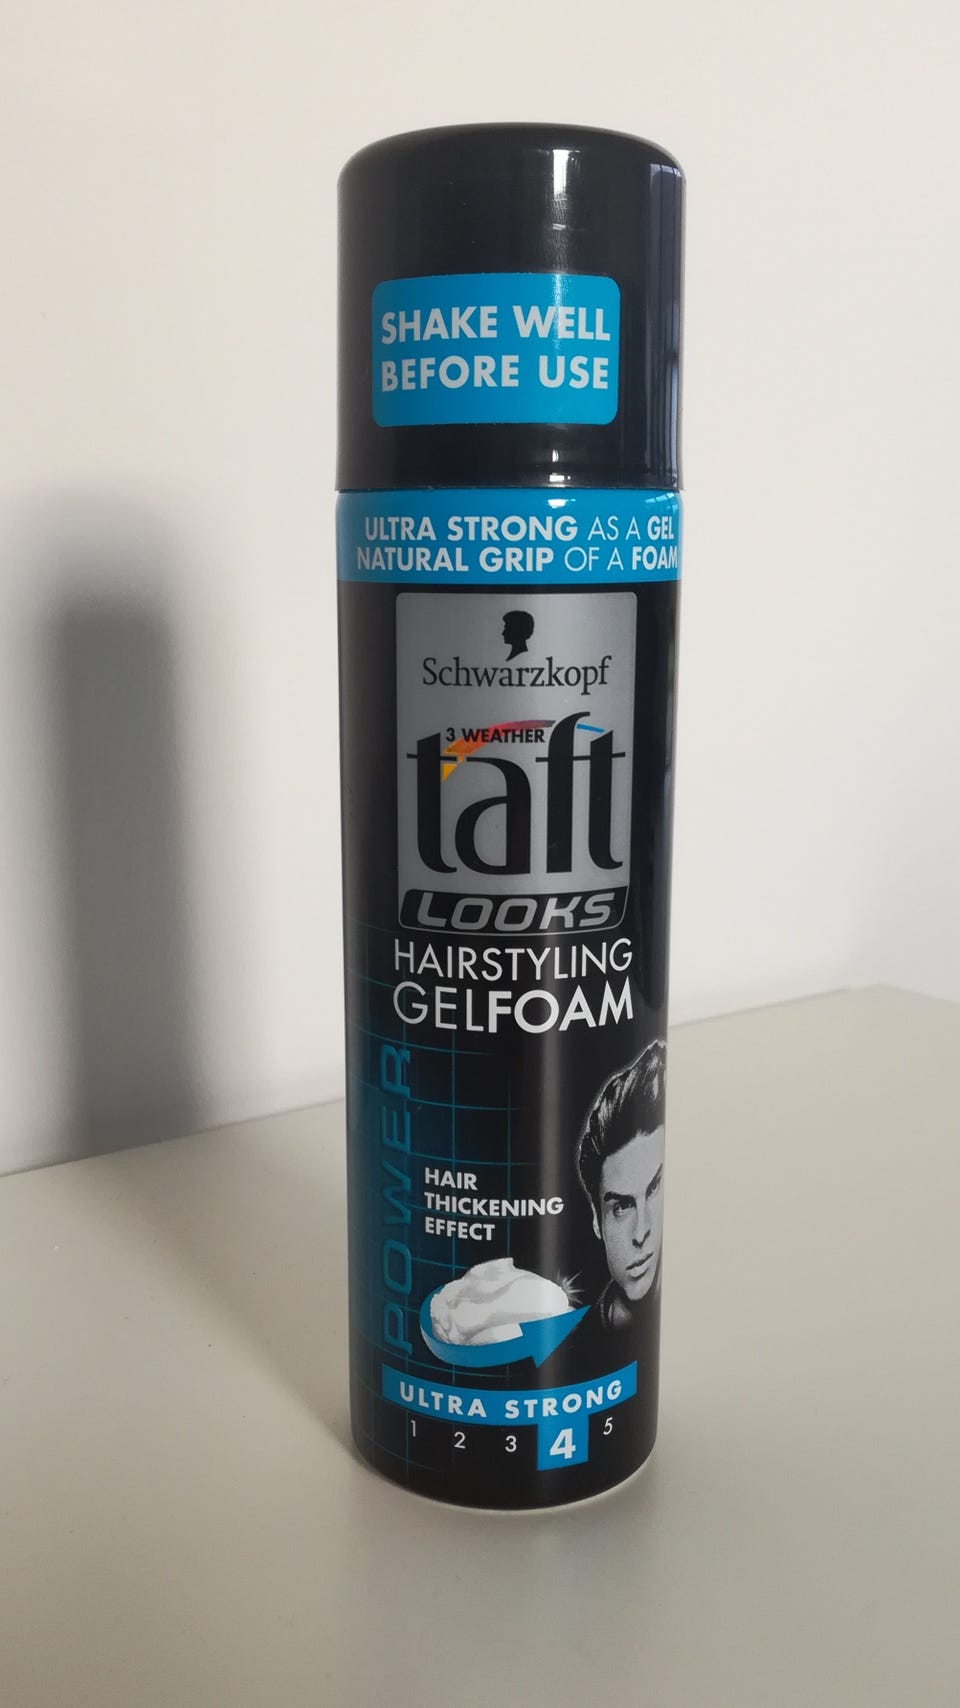 SHAKE WELL
BEFORE USE
ULTRA STRONG AS A GEL
NATURAL GRIP OF A FOAM
Schwarzkopf
3 WEATHER
taft
LOOKS
HAIRSTYLING
GELFOAM
POWER
HAIR
THICKENING
EFFECT
ULTRA STRONG
1 2 3 4 5